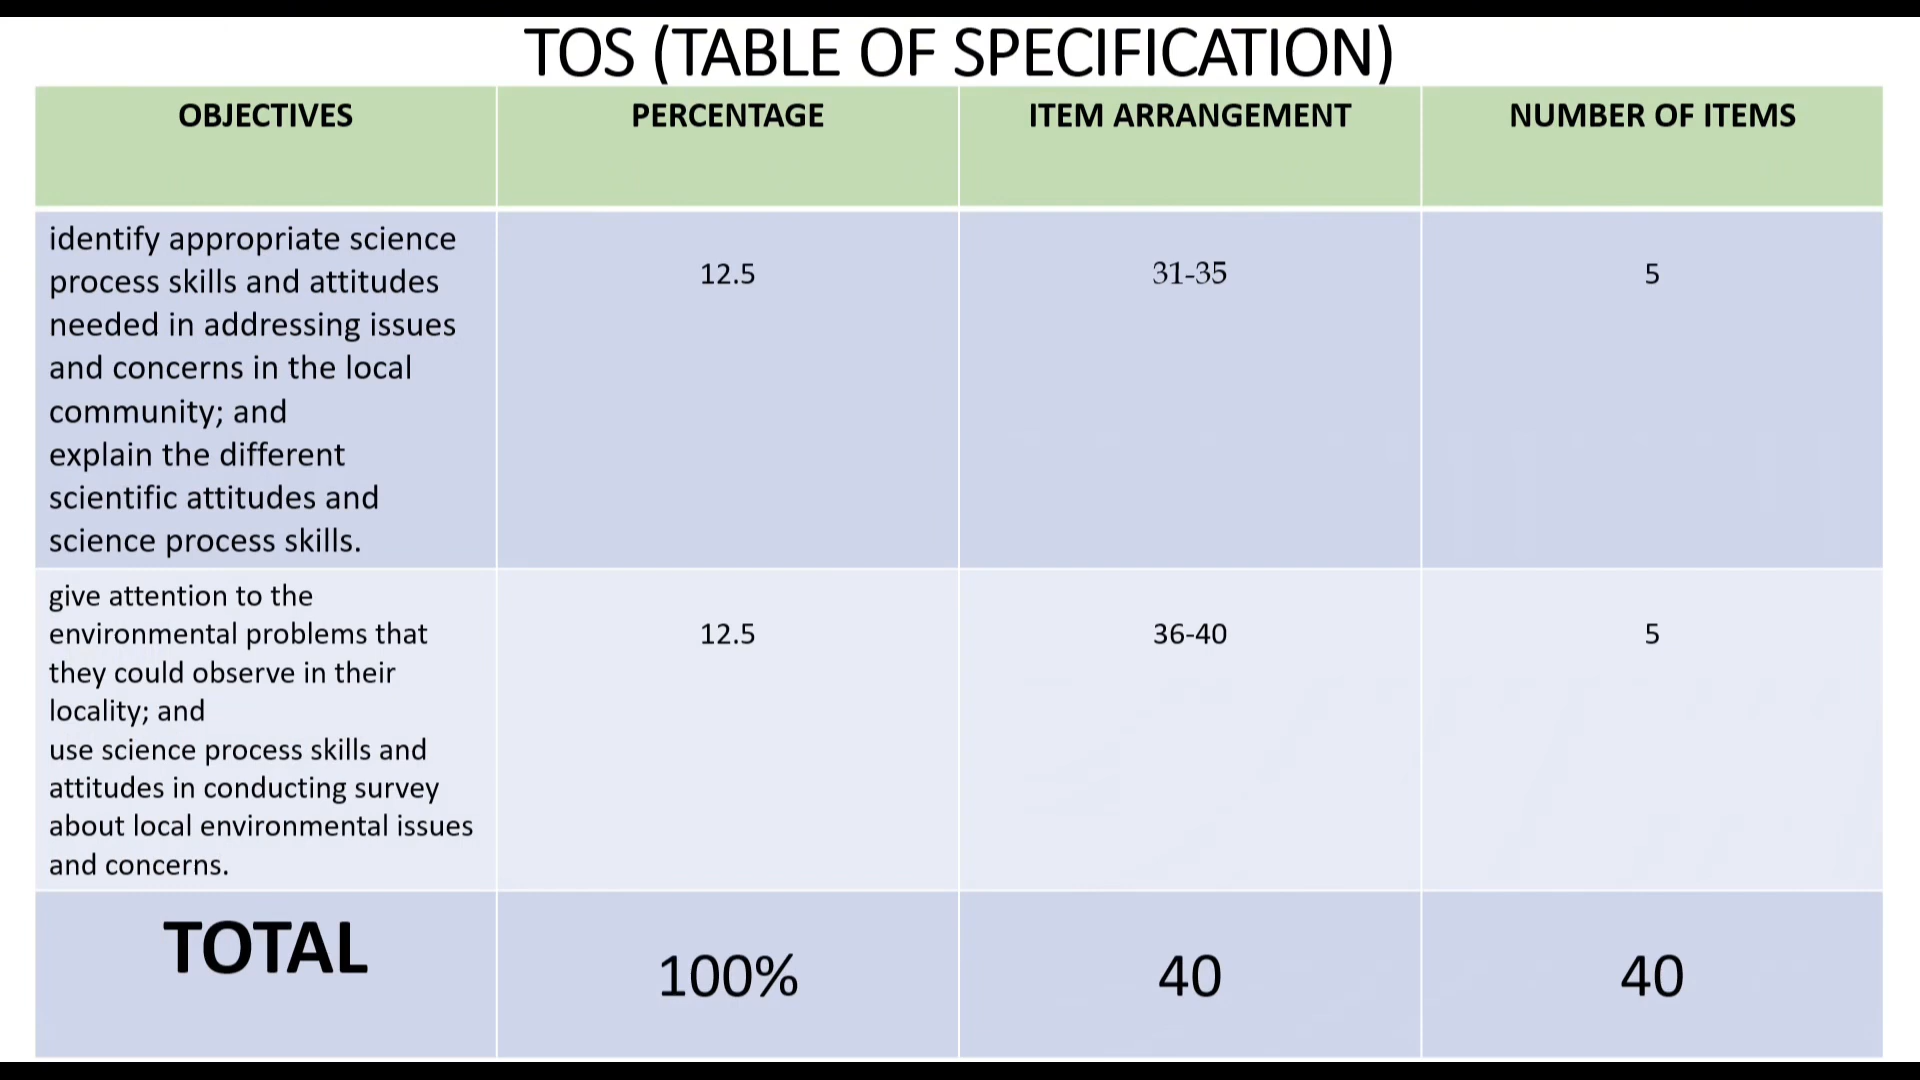 TOS (TABLE OF SPECIFICATION)
OBJECTIVES PERCENTAGE ITEM ARRANGEMENT NUMBER OF ITEMS
identify appropriate science
process skills and attitudes
needed in addressing issues
and concerns in the local
community; and
explain the different
scientific attitudes and
science process skills.
12.5 31-35 5
give attention to the
environmental problems that
they could observe in their
locality; and
use science process skills and
attitudes in conducting survey
about local environmental issues
and concerns.
12.5 36-40 5
TOTAL 100% 40 40